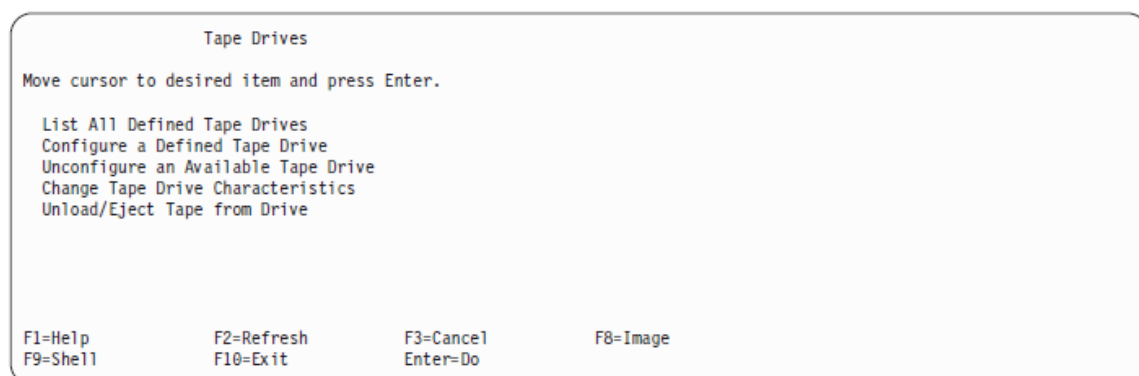 Tape Drives
Move cursor to desired item and press Enter.
List All Defined Tape Drives
Configure a Defined Tape Drive
Unconfigure an Available Tape Drive
Change Tape Drive Characteristics
Unload/Eject Tape from Drive
F1=Help F2=Refresh F3=Cancel F8=Image
F9=Shell F10=Exit Enter=Do